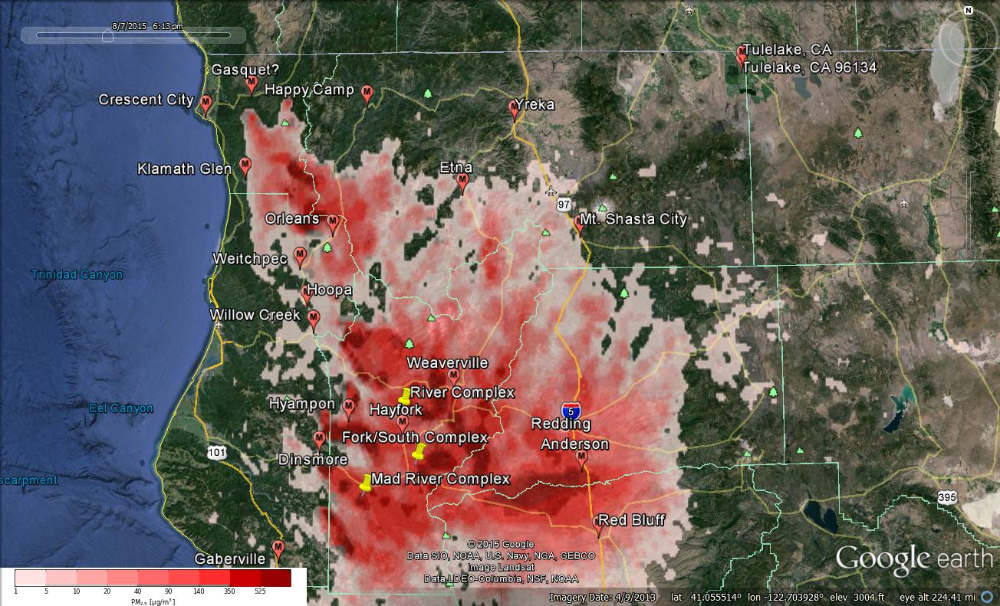 8/7/2015 6:13 pm
N
Tulelake, CA
Tulelake, CA 96134
Gasquet?
Happy Camp
Crescent City
Yreka
Klamath Glen
Etna
97
Mt. Shasta City
Orleans
Weitchpec
Trinidad Canyon
Hoopa
Willow Creek
Weaverville
River Complex
Hyampon
Hayfork
Eel Canyon
5
Redding
Fork/South Complex
Anderson
101
Dinsmore
scarpment
Mad River Complex
395
Red Bluff
Gaberville
© 2015 Google
Data SIO, NOAA, U.S. Navy, NGA, GEBCO
Image Landsat
Data LDEO-Columbia, NSF, NOAA
Google earth
1 5 10 20 40 90 140 350 525
PM2.5 [µg/m³]
Imagery Date: 4/9/2013 lat 41.055514° lon -122.703928° elev 3004 ft eye alt 224.41 mi